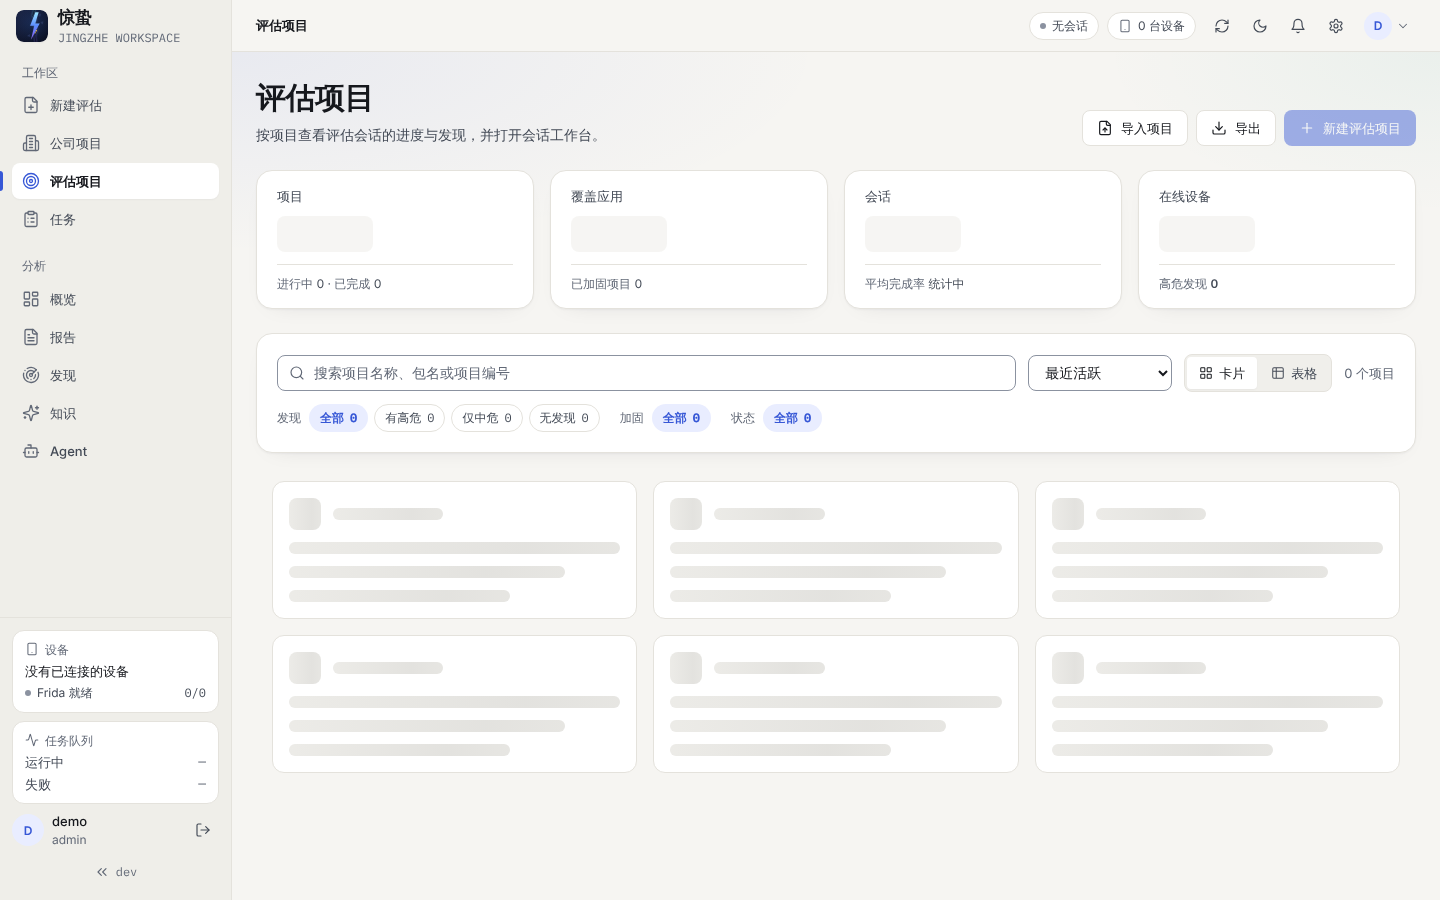 惊蛰
JINGZHE WORKSPACE
工作区
新建评估
公司项目
评估项目
任务
分析
概览
报告
发现
知识
Agent
设备
没有已连接的设备
Frida 就绪 0/0
任务队列
运行中 —
失败 —
D
demo
admin
dev
评估项目
无会话
0 台设备
D
评估项目
按项目查看评估会话的进度与发现，并打开会话工作台。
导入项目
导出
新建评估项目
项目
进行中 0 · 已完成 0
覆盖应用
已加固项目 0
会话
平均完成率 统计中
在线设备
高危发现 0
搜索项目名称、包名或项目编号
最近活跃
卡片
表格
0 个项目
发现 全部 0 有高危 0 仅中危 0 无发现 0 加固 全部 0 状态 全部 0